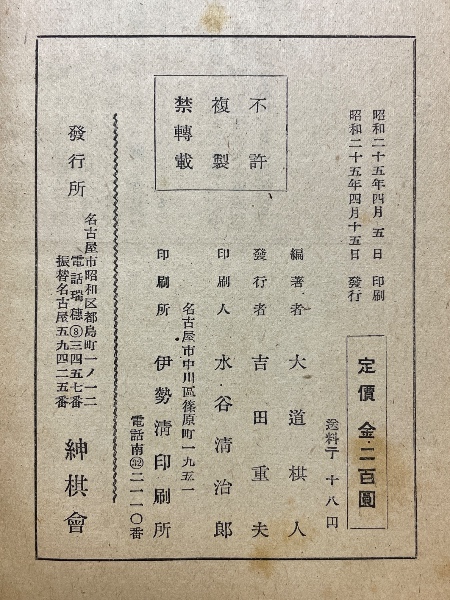 昭和二十五年四月五日印刷
昭和二十五年四月十五日發行
定價 金・二百圓
送料 十八円
不許
複製
禁轉載
編著者 大道棋人
發行者 吉田重夫
印刷人 水谷清治郎
名古屋市中川區篠原町一九五一
印刷所 伊勢清印刷所
電話南(32)二一一〇番
發行所
名古屋市昭和区都島町一ノ一二
電話瑞穂(8)三四五七番
振替名古屋五九四二五番
紳棋會